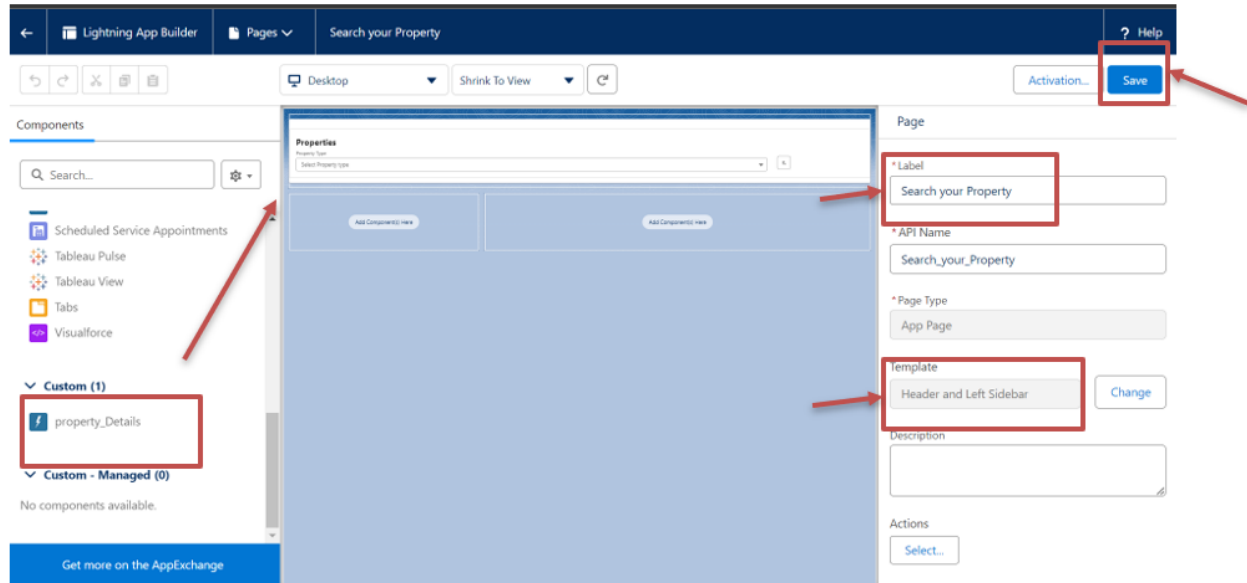 Lightning App Builder
Pages
Search your Property
? Help
Desktop
Shrink To View
Activation...
Save
Components
Search...
Scheduled Service Appointments
Tableau Pulse
Tableau View
Tabs
Visualforce
Custom (1)
property_Details
Custom - Managed (0)
No components available.
Get more on the AppExchange
Properties
Property Type
Select Property type
Add Component(s) Here
Add Component(s) Here
Page
*Label
Search your Property
*API Name
Search_your_Property
*Page Type
App Page
Template
Header and Left Sidebar
Change
Description
Actions
Select...